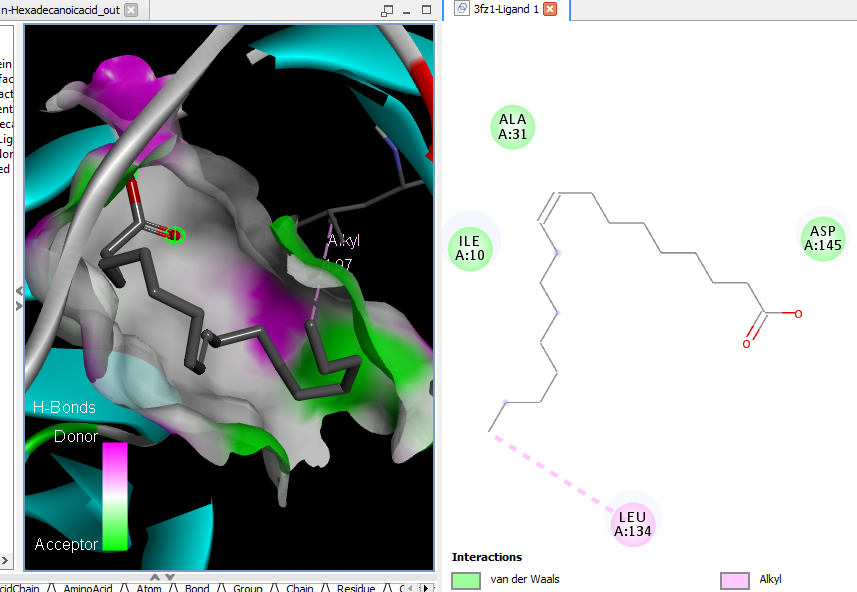 n-Hexadecanoicacid_out
3fz1-Ligand 1
ALA
A:31
ILE
A:10
ASP
A:145
O
O
Alkyl
H-Bonds
Donor
Acceptor
LEU
A:134
Interactions
van der Waals
Alkyl
AminoAcid
Atom
Bond
Group
Chain
Residue